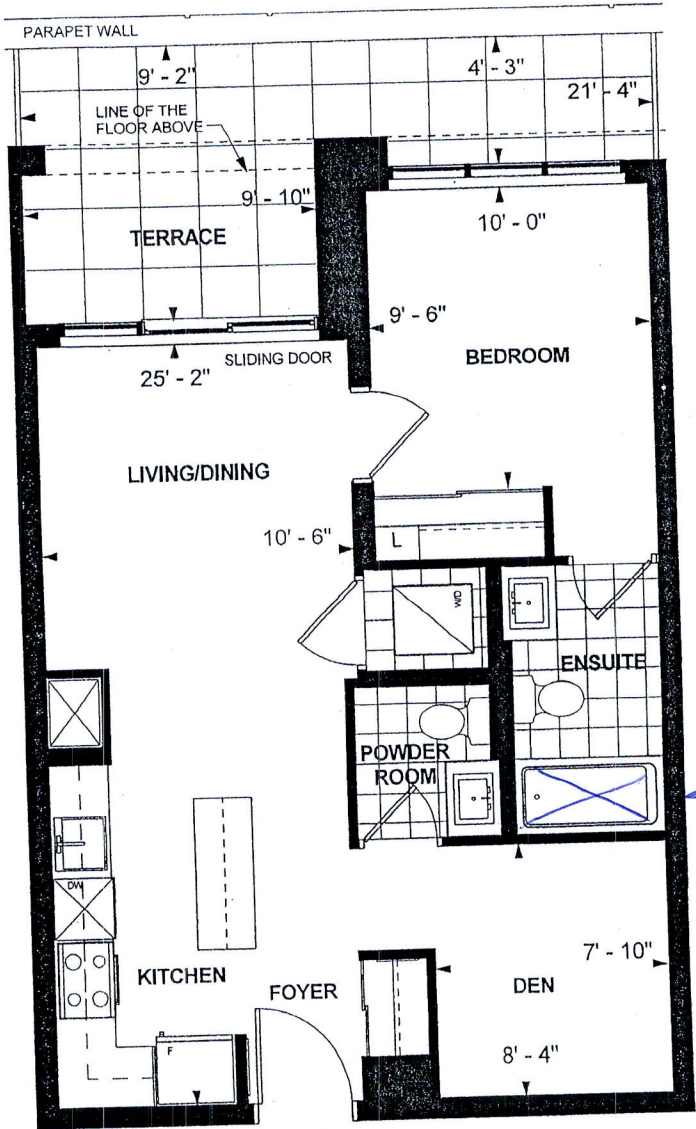 PARAPET WALL
9' - 2"
4' - 3"
21' - 4"
LINE OF THE
FLOOR ABOVE
9' - 10"
TERRACE
10' - 0"
9' - 6"
SLIDING DOOR
BEDROOM
25' - 2"
LIVING/DINING
10' - 6"
L
W/D
ENSUITE
POWDER
ROOM
DW
7' - 10"
KITCHEN
FOYER
DEN
F
8' - 4"